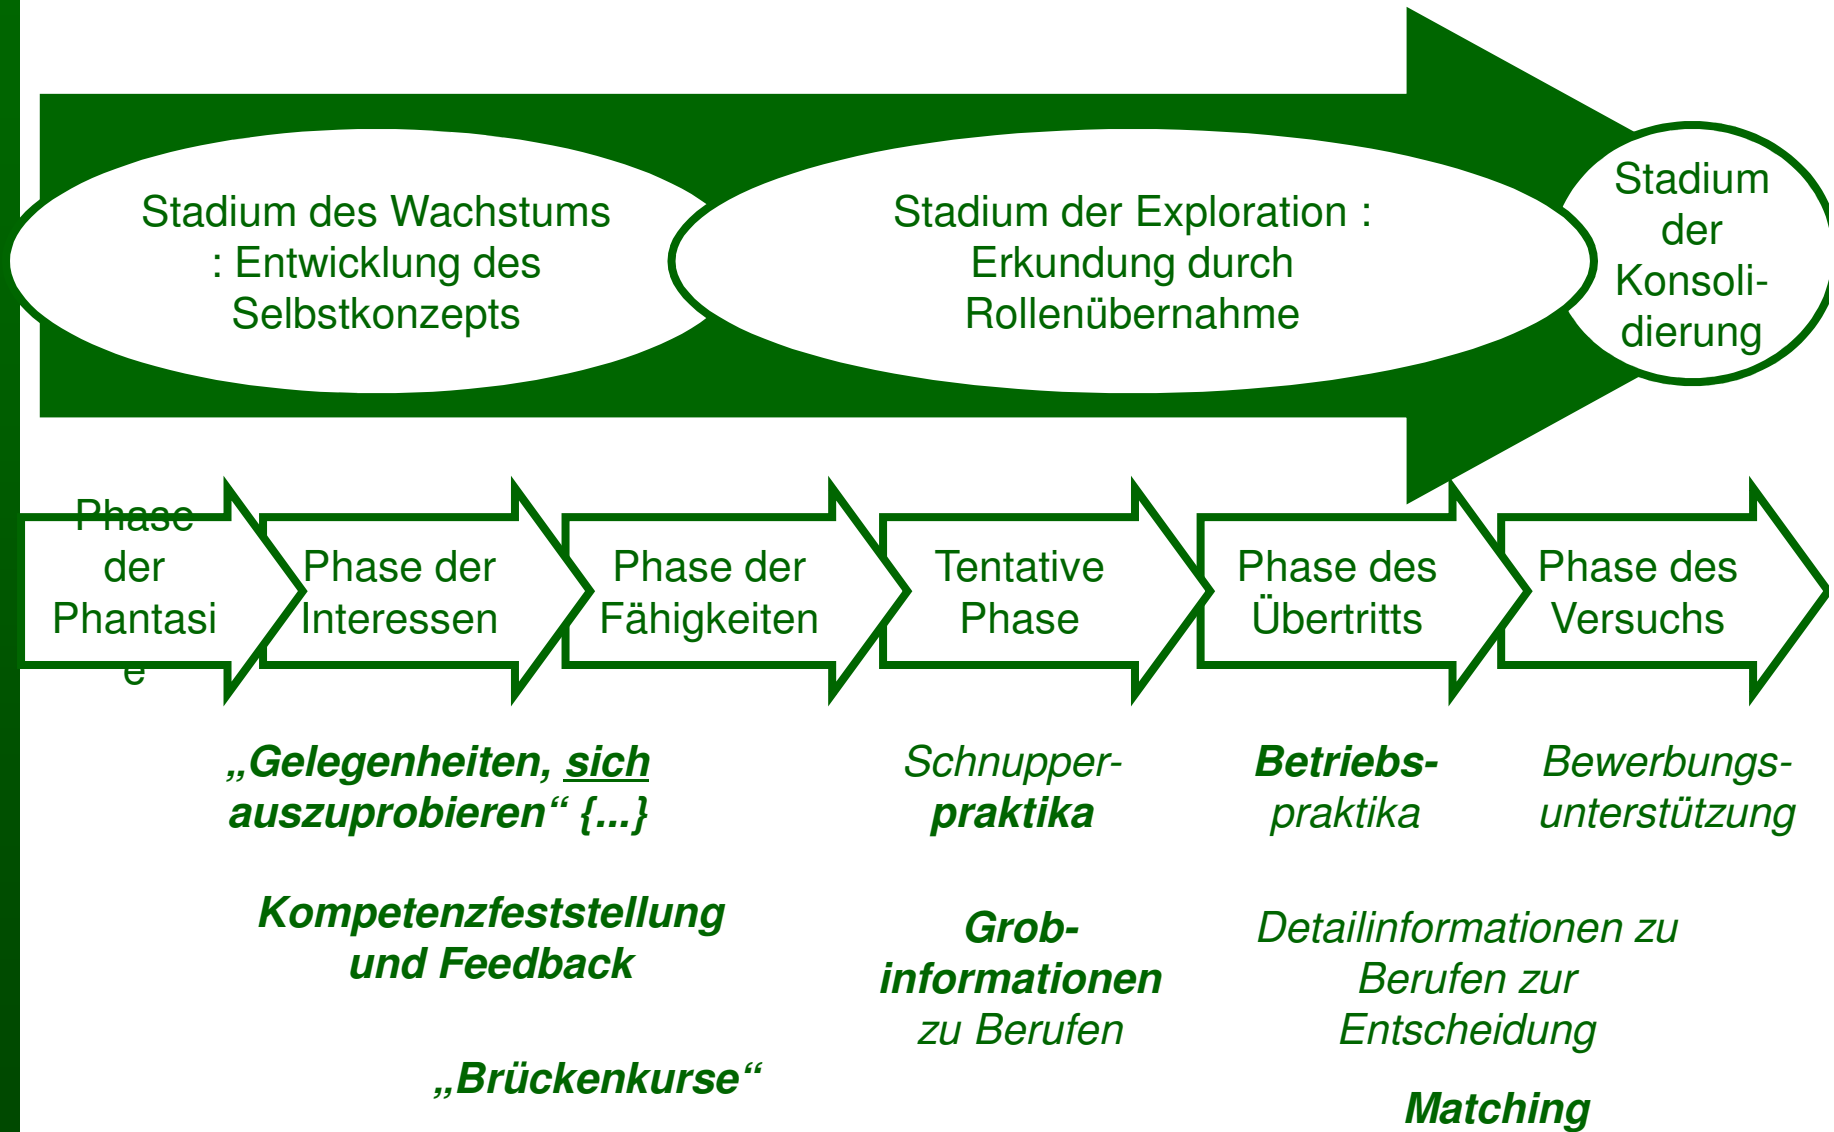 Stadium des Wachstums
: Entwicklung des
Selbstkonzepts
Stadium der Exploration :
Erkundung durch
Rollenübernahme
Stadium
der
Konsoli-
dierung
Phase
der
Phantasi
e
Phase der
Interessen
Phase der
Fähigkeiten
Tentative
Phase
Phase des
Übertritts
Phase des
Versuchs
„Gelegenheiten, sich
auszuprobieren“ {...}
Kompetenzfeststellung
und Feedback
„Brückenkurse“
Schnupper-
praktika
Grob-
informationen
zu Berufen
Betriebs-
praktika
Bewerbungs-
unterstützung
Detailinformationen zu
Berufen zur
Entscheidung
Matching